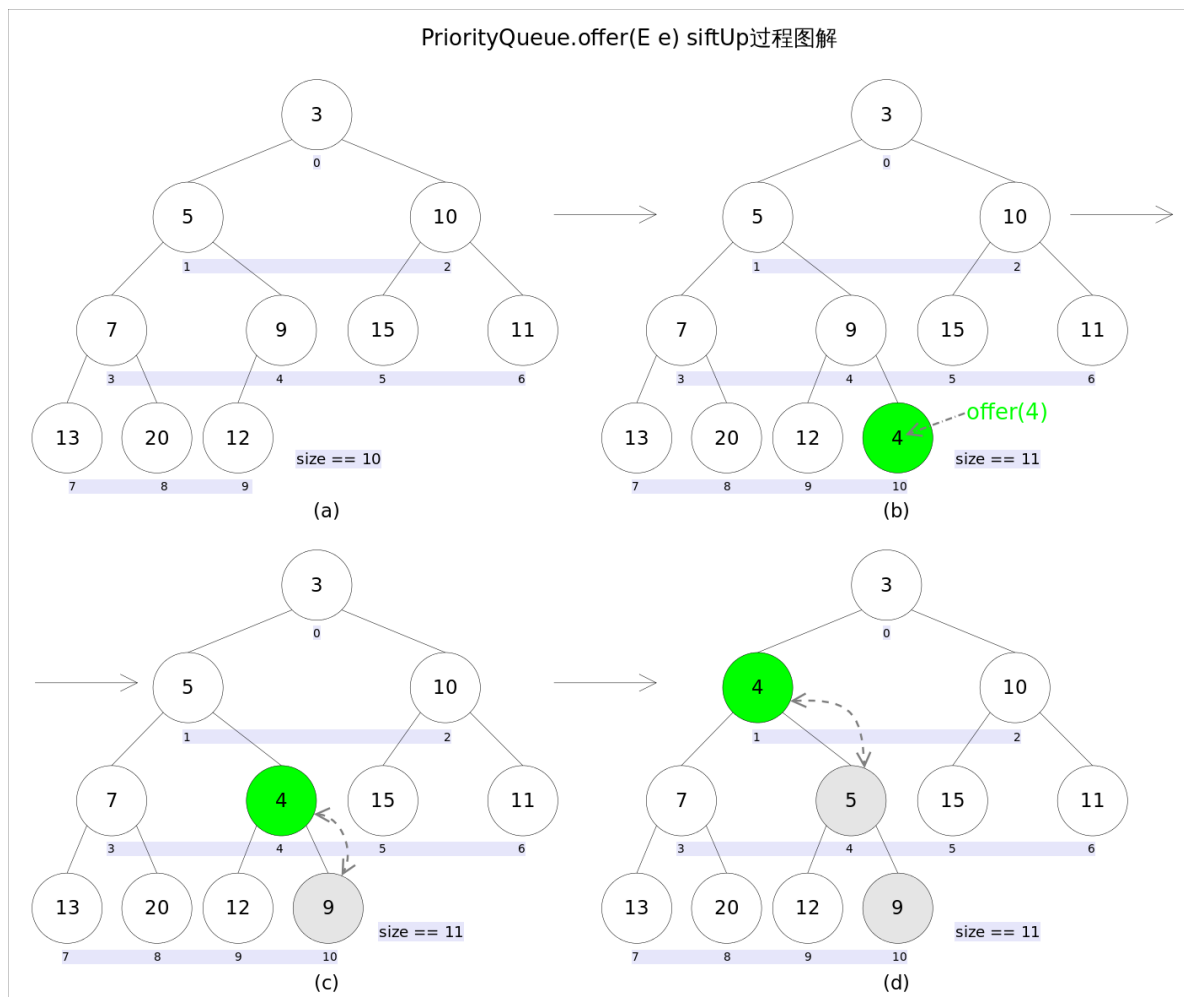 PriorityQueue.offer(E e) siftUp过程图解
3
0
5 10
1 2
7 9 15 11
3 4 5 6
13 20 12
size == 10
7 8 9
(a)
3
0
5 10
1 2
7 9 15 11
3 4 5 6
offer(4)
13 20 12 4
size == 11
7 8 9 10
(b)
3
0
5 10
1 2
7 4 15 11
3 4 5 6
13 20 12 9
size == 11
7 8 9 10
(c)
3
0
4 10
1 2
7 5 15 11
3 4 5 6
13 20 12 9
size == 11
7 8 9 10
(d)